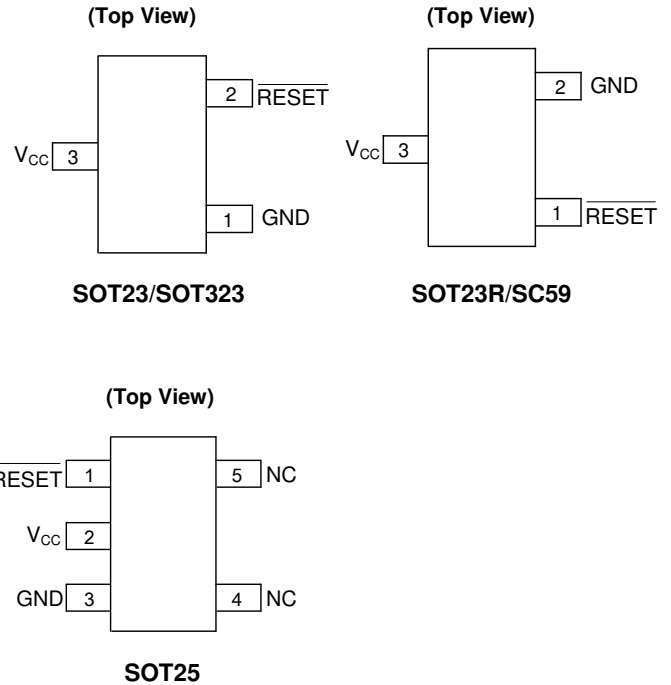 (Top View)
2 RESET
VCC 3
1 GND
SOT23/SOT323
(Top View)
2 GND
VCC 3
1 RESET
SOT23R/SC59
(Top View)
RESET 1
5 NC
VCC 2
GND 3
4 NC
SOT25